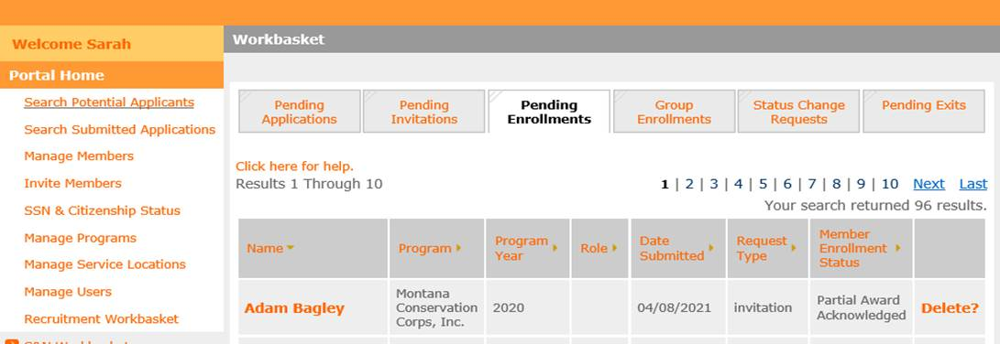 Welcome Sarah
Workbasket
Portal Home
Search Potential Applicants
Search Submitted Applications
Manage Members
Invite Members
SSN & Citizenship Status
Manage Programs
Manage Service Locations
Manage Users
Recruitment Workbasket
Pending Applications
Pending Invitations
Pending Enrollments
Group Enrollments
Status Change Requests
Pending Exits
Click here for help.
Results 1 Through 10
1 | 2 | 3 | 4 | 5 | 6 | 7 | 8 | 9 | 10 Next Last
Your search returned 96 results.
Name
Program
Program Year
Role
Date Submitted
Request Type
Member Enrollment Status
Adam Bagley
Montana Conservation Corps, Inc.
2020
04/08/2021
invitation
Partial Award Acknowledged
Delete?